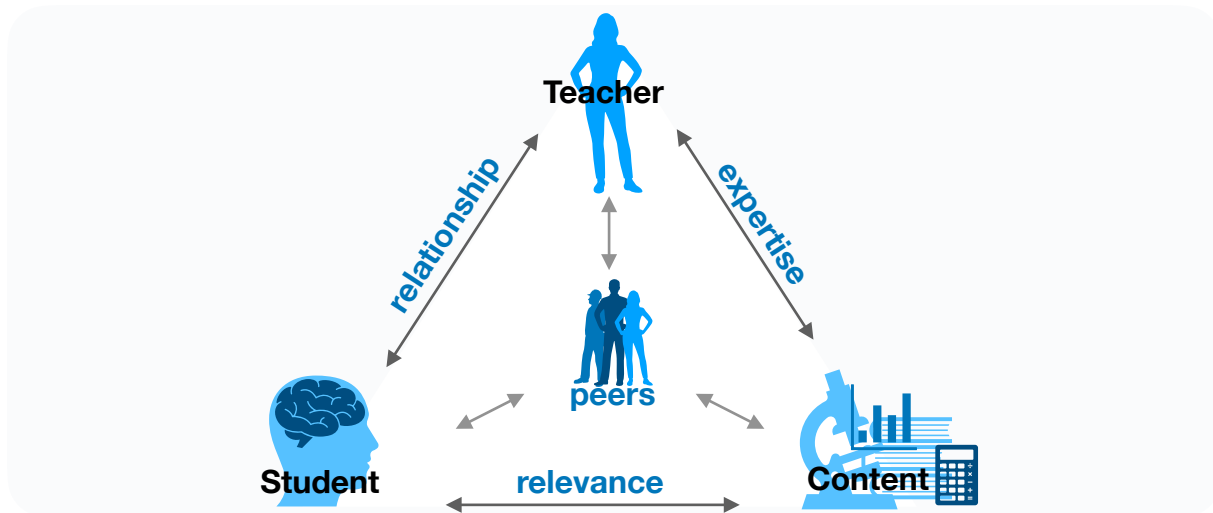 Teacher
relationship
expertise
peers
Student
relevance
Content